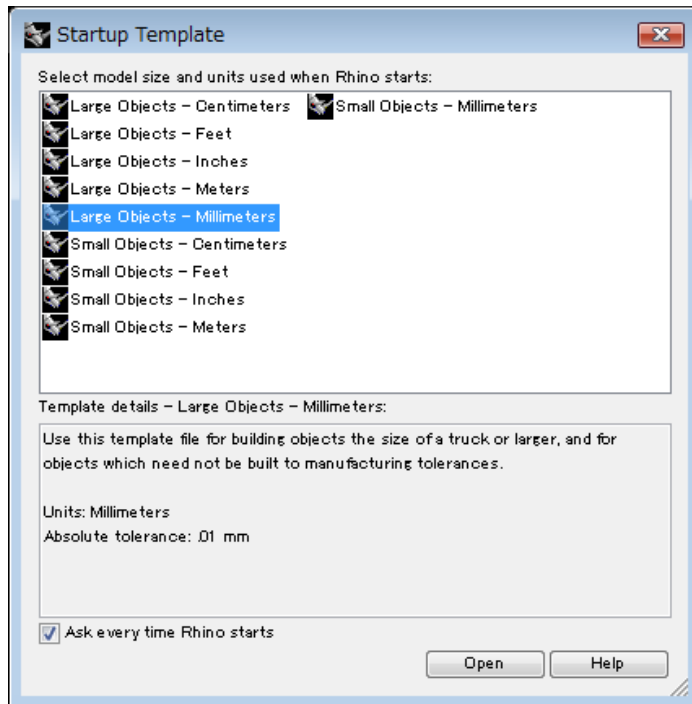 Startup Template
Select model size and units used when Rhino starts:
Large Objects - Centimeters
Large Objects - Feet
Large Objects - Inches
Large Objects - Meters
Large Objects - Millimeters
Small Objects - Centimeters
Small Objects - Feet
Small Objects - Inches
Small Objects - Meters
Small Objects - Millimeters
Template details - Large Objects - Millimeters:
Use this template file for building objects the size of a truck or larger, and for
objects which need not be built to manufacturing tolerances.
Units: Millimeters
Absolute tolerance: .01 mm
Ask every time Rhino starts
Open
Help